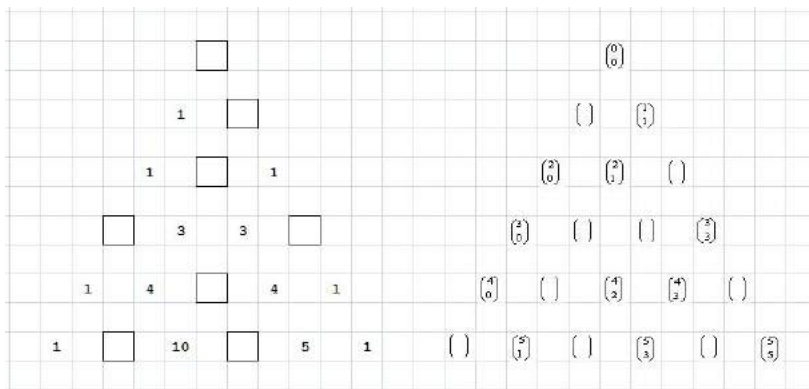 □ (0 0)
1 □ ( ) (1 1)
1 □ 1 (2 0) (2 1) ( )
□ 3 3 □ (3 0) ( ) ( ) (3 3)
1 4 □ 4 1 (4 0) ( ) (4 2) (4 3) ( )
1 □ 10 □ 5 1 ( ) (5 1) ( ) (5 3) ( ) (5 5)